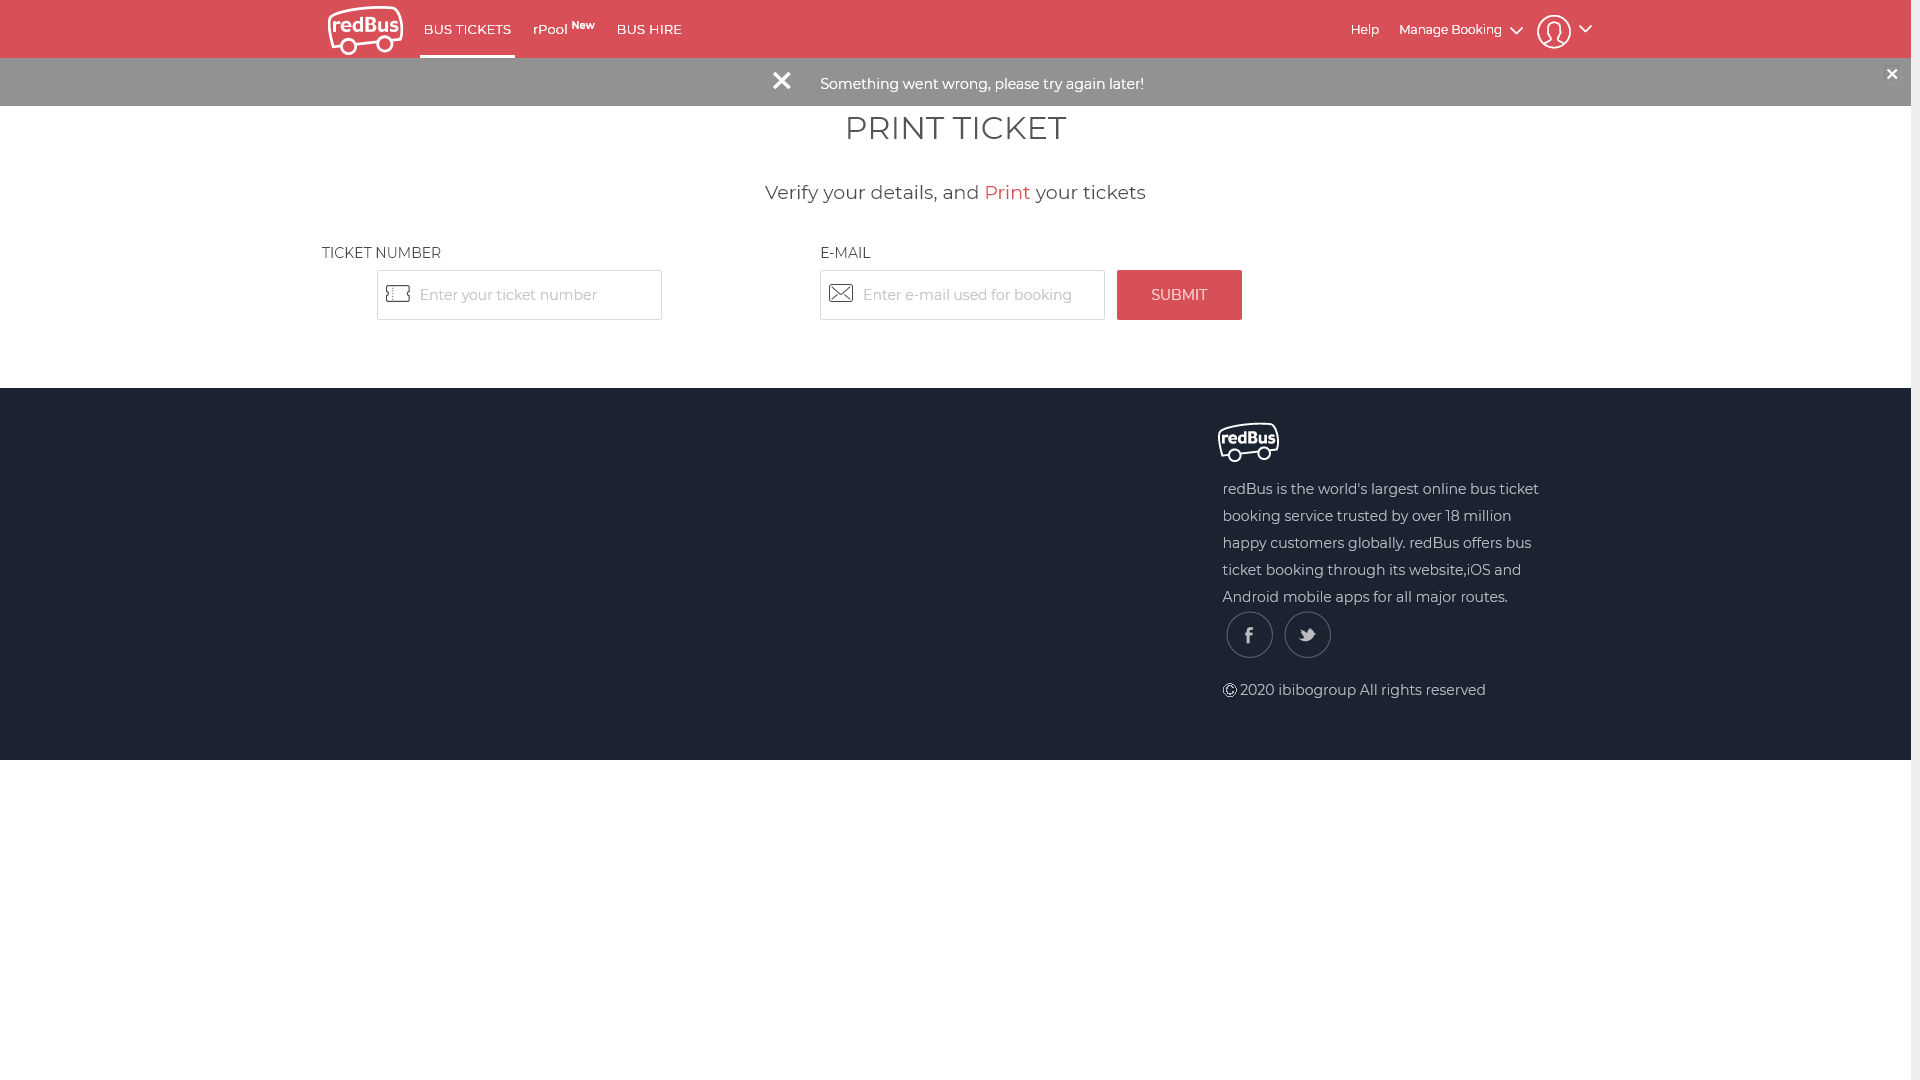 redBus
BUS TICKETS
rPool New
BUS HIRE
Help
Manage Booking
Something went wrong, please try again later!
PRINT TICKET
Verify your details, and Print your tickets
TICKET NUMBER
Enter your ticket number
E-MAIL
Enter e-mail used for booking
SUBMIT
redBus
redBus is the world's largest online bus ticket
booking service trusted by over 18 million
happy customers globally. redBus offers bus
ticket booking through its website,iOS and
Android mobile apps for all major routes.
© 2020 ibibogroup All rights reserved